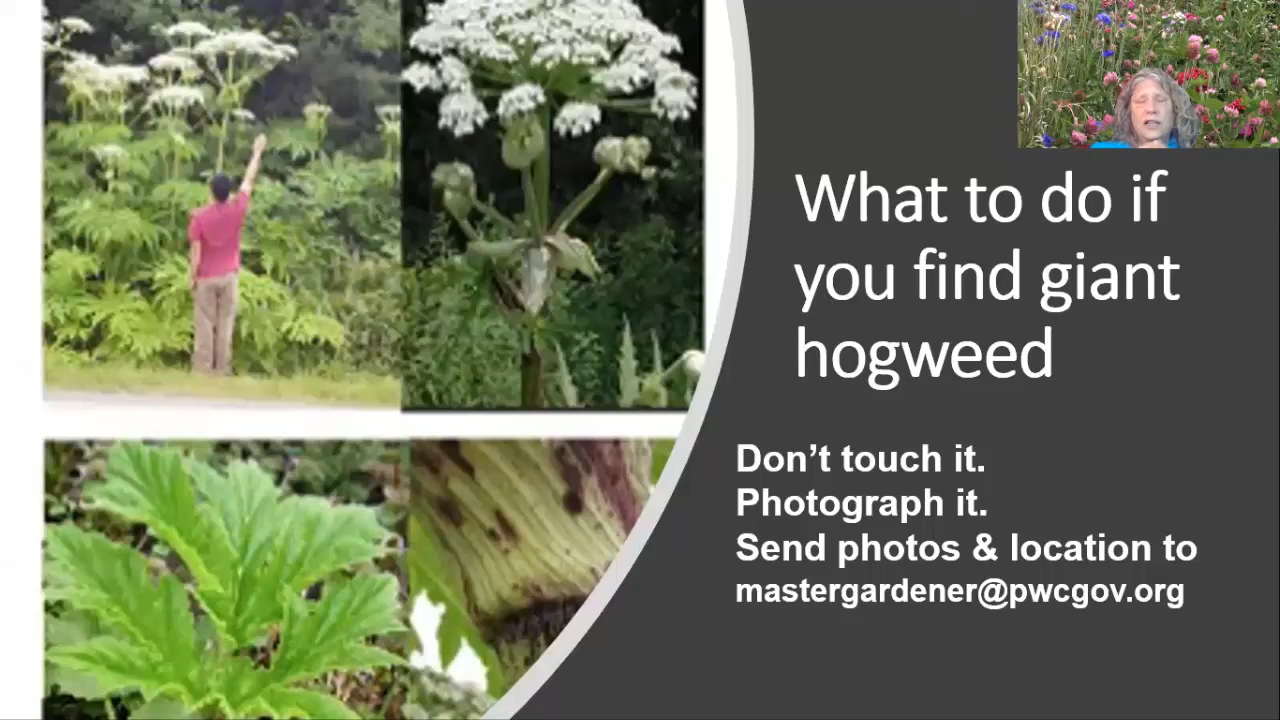 What to do if
you find giant
hogweed
Don’t touch it.
Photograph it.
Send photos & location to
mastergardener@pwcgov.org